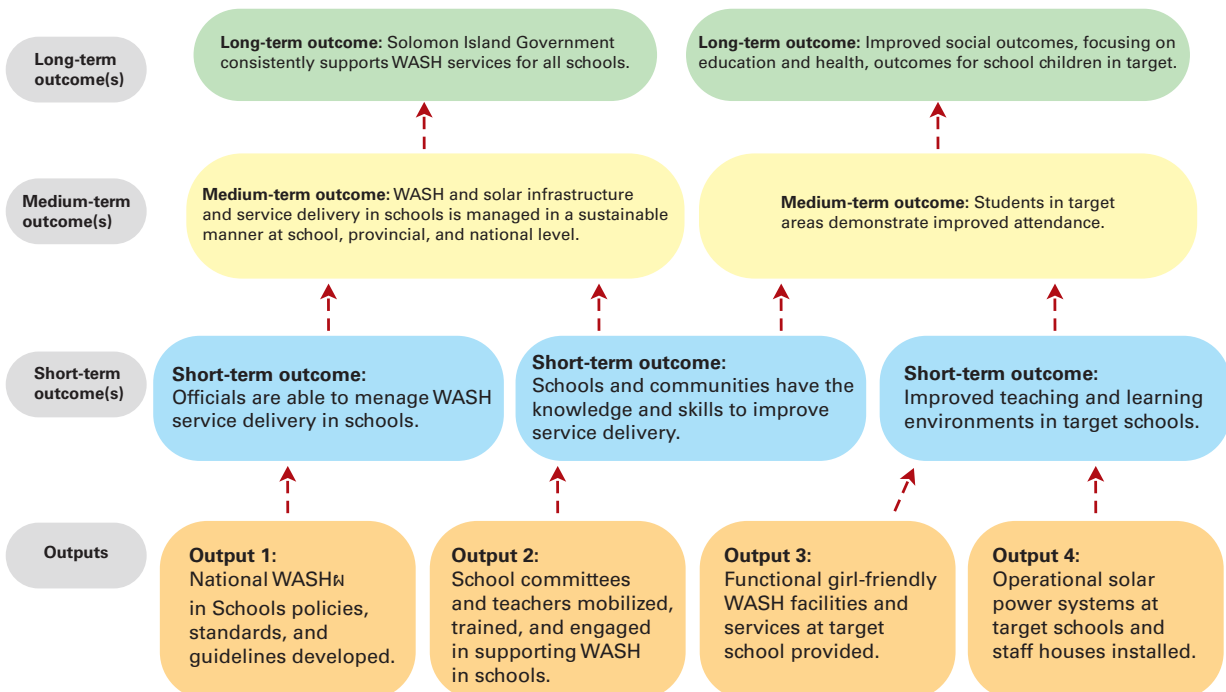 Long-term
outcome(s)
Long-term outcome: Solomon Island Government
consistently supports WASH services for all schools.
Long-term outcome: Improved social outcomes, focusing on
education and health, outcomes for school children in target.
Medium-term
outcome(s)
Medium-term outcome: WASH and solar infrastructure
and service delivery in schools is managed in a sustainable
manner at school, provincial, and national level.
Medium-term outcome: Students in target
areas demonstrate improved attendance.
Short-term
outcome(s)
Short-term outcome:
Officials are able to menage WASH
service delivery in schools.
Short-term outcome:
Schools and communities have the
knowledge and skills to improve
service delivery.
Short-term outcome:
Improved teaching and learning
environments in target schools.
Outputs
Output 1:
National WASHผ
in Schools policies,
standards, and
guidelines developed.
Output 2:
School committees
and teachers mobilized,
trained, and engaged
in supporting WASH
in schools.
Output 3:
Functional girl-friendly
WASH facilities and
services at target
school provided.
Output 4:
Operational solar
power systems at
target schools and
staff houses installed.